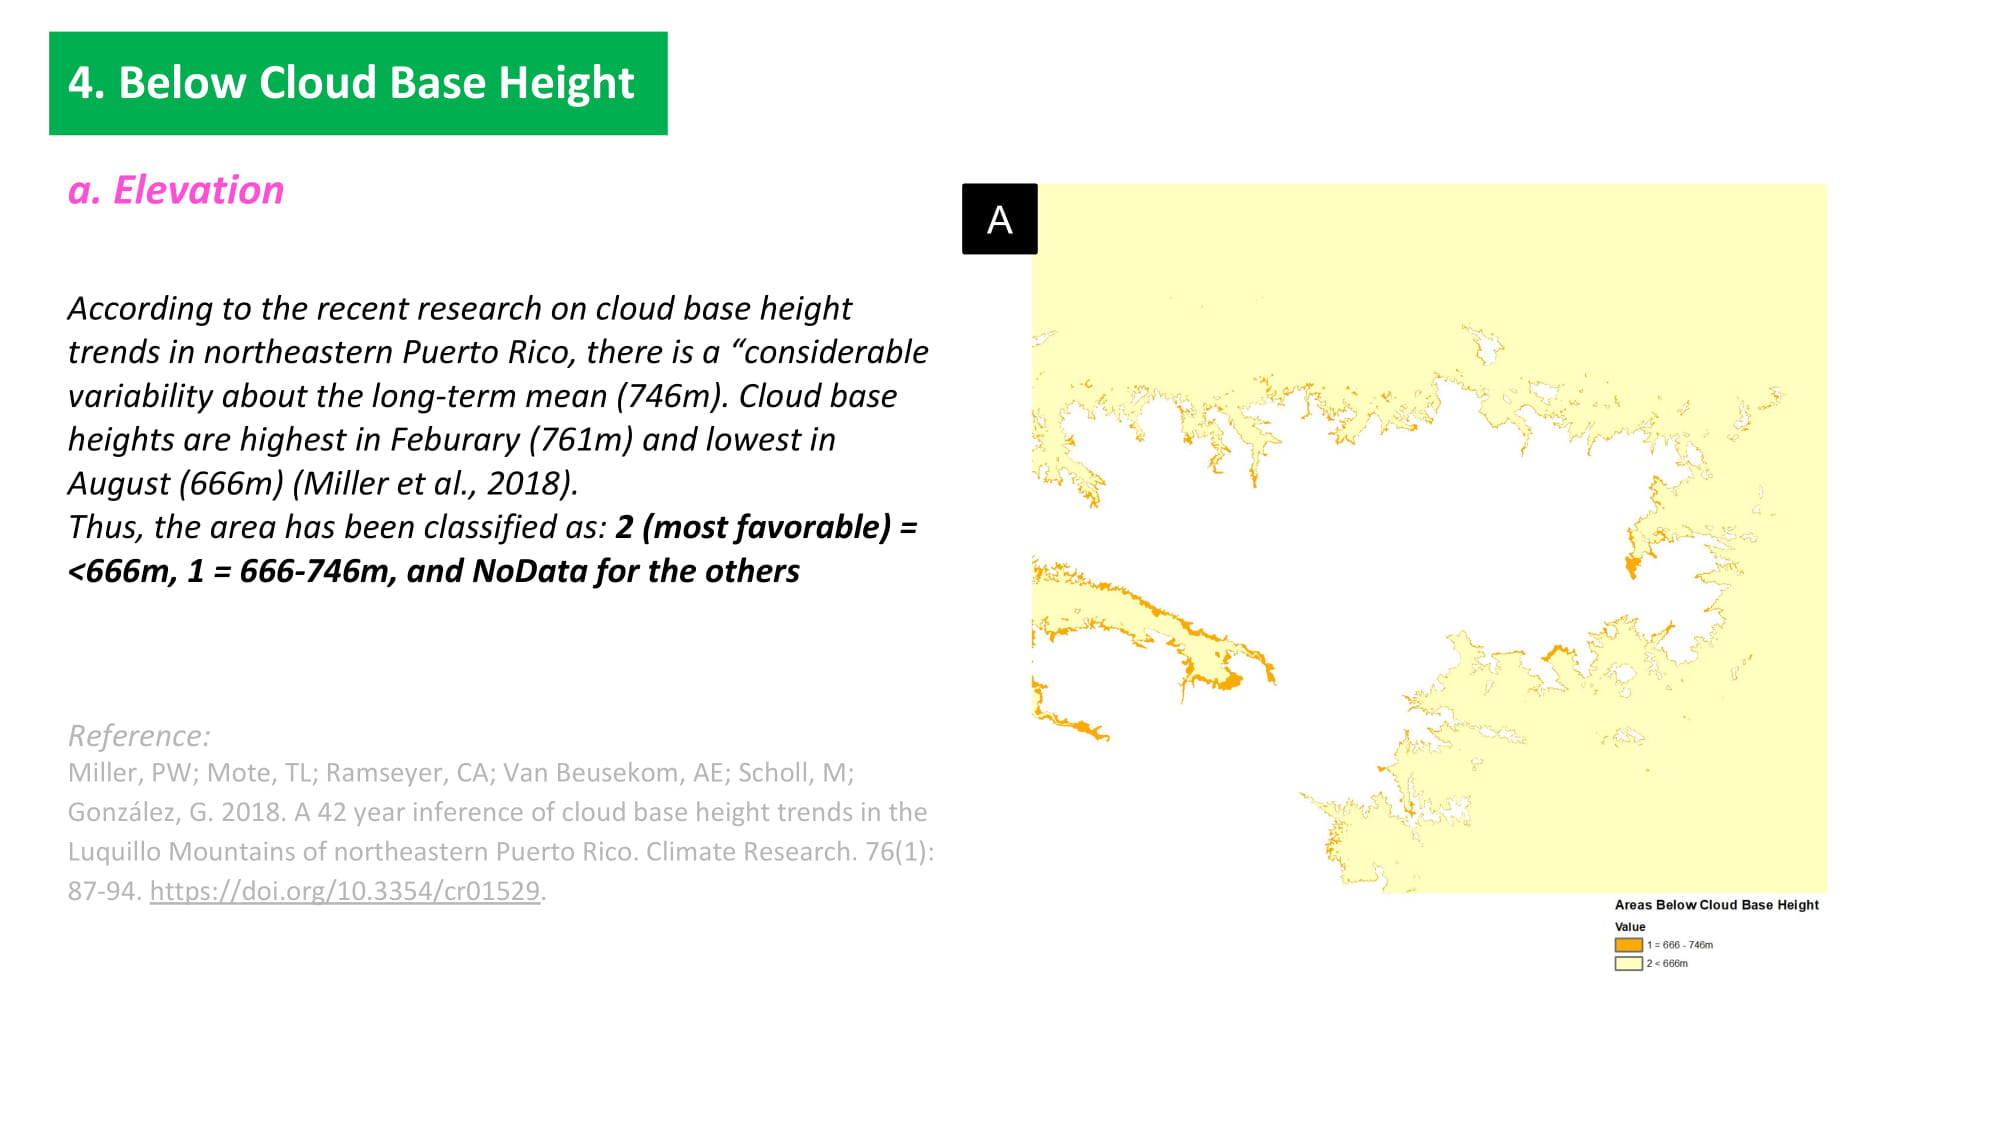 4. Below Cloud Base Height
a. Elevation
According to the recent research on cloud base height
trends in northeastern Puerto Rico, there is a “considerable
variability about the long-term mean (746m). Cloud base
heights are highest in Feburary (761m) and lowest in
August (666m) (Miller et al., 2018).
Thus, the area has been classified as: 2 (most favorable) =
<666m, 1 = 666-746m, and NoData for the others
Reference:
Miller, PW; Mote, TL; Ramseyer, CA; Van Beusekom, AE; Scholl, M;
González, G. 2018. A 42 year inference of cloud base height trends in the
Luquillo Mountains of northeastern Puerto Rico. Climate Research. 76(1):
87-94. https://doi.org/10.3354/cr01529.
A
Areas Below Cloud Base Height
Value
1 = 666 - 746m
2 < 666m